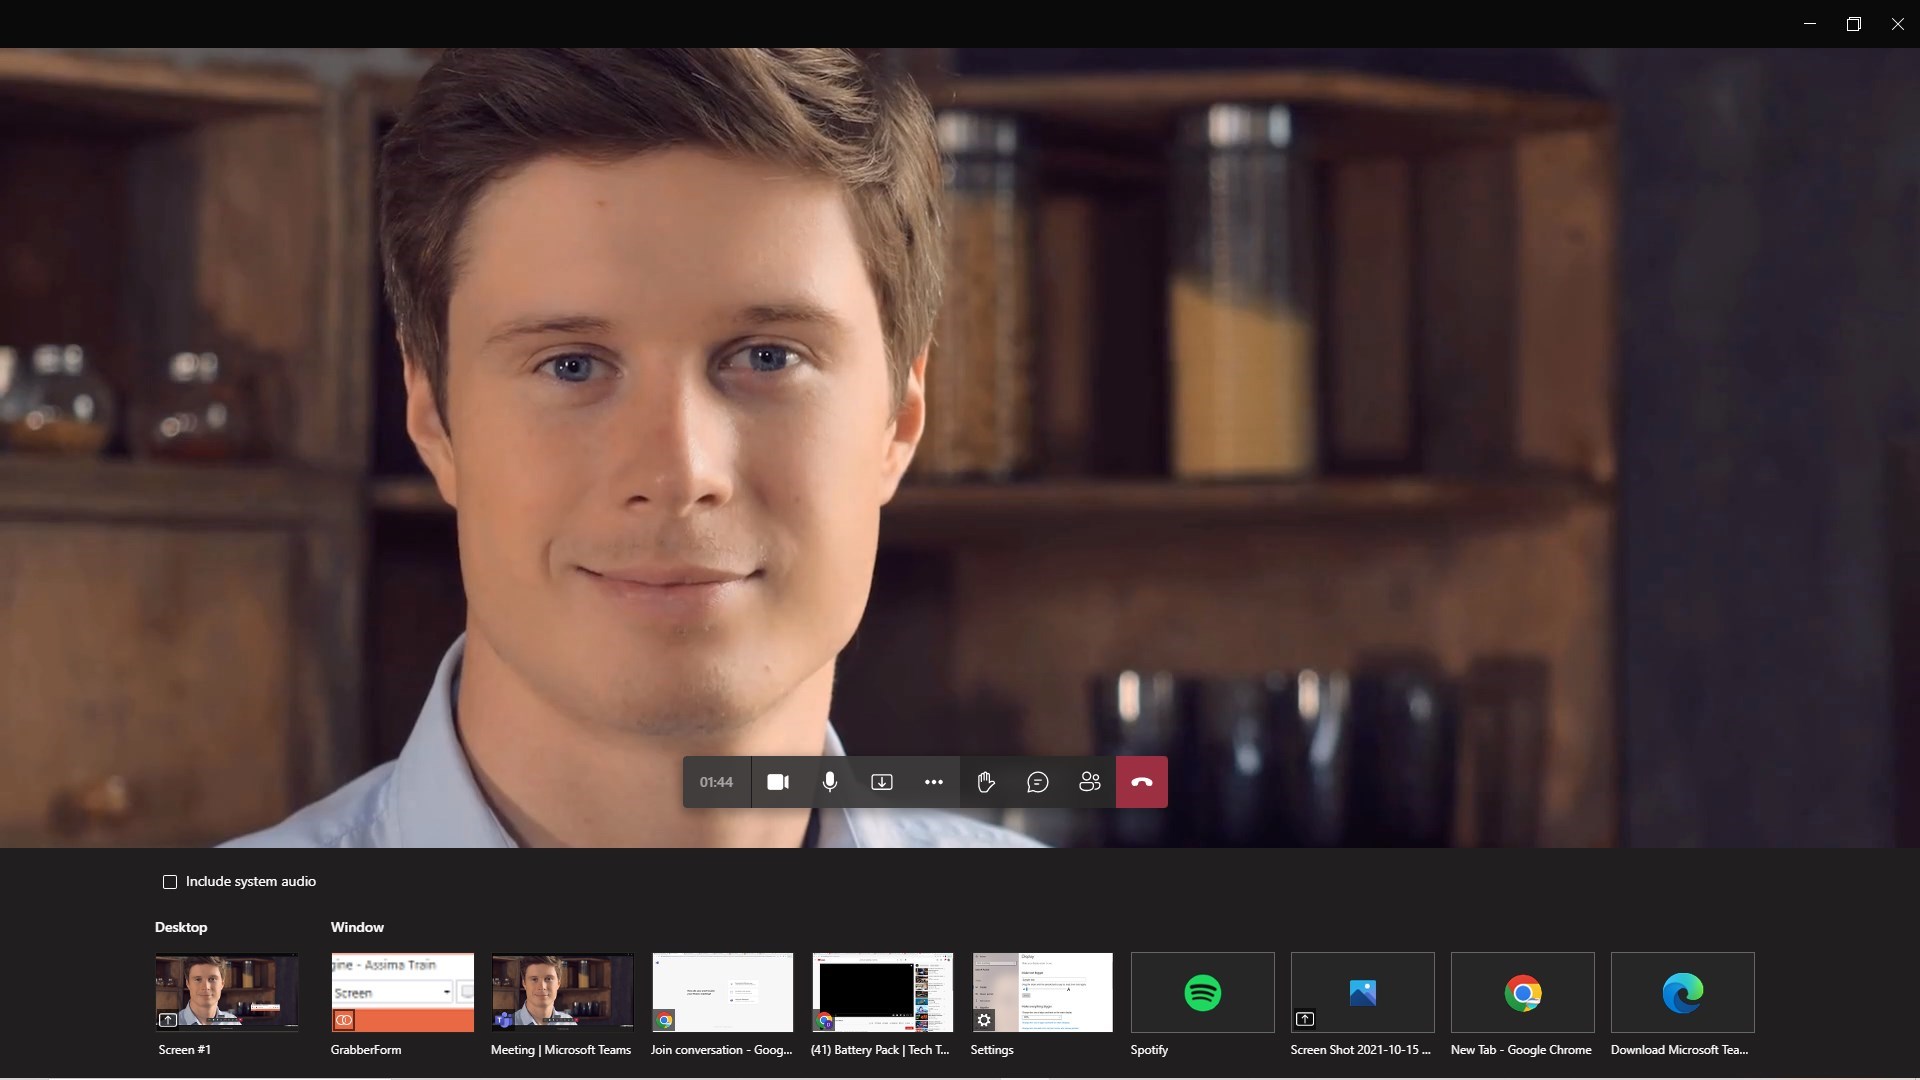 01:44
Include system audio
Desktop
Window
gine - Assima Train
Screen
Screen #1
GrabberForm
Meeting | Microsoft Teams
Join conversation - Goog...
(41) Battery Pack | Tech T...
Settings
Spotify
Screen Shot 2021-10-15 ...
New Tab - Google Chrome
Download Microsoft Tea...